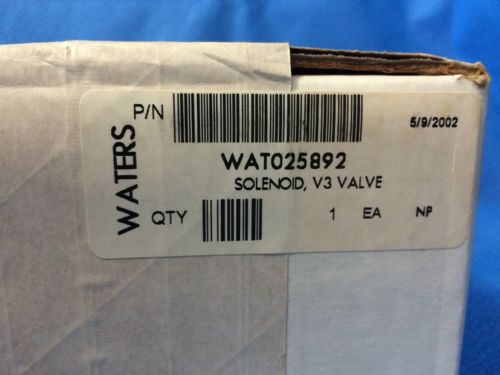 WATERS
P/N
5/9/2002
WAT025892
SOLENOID, V3 VALVE
QTY 1 EA NP